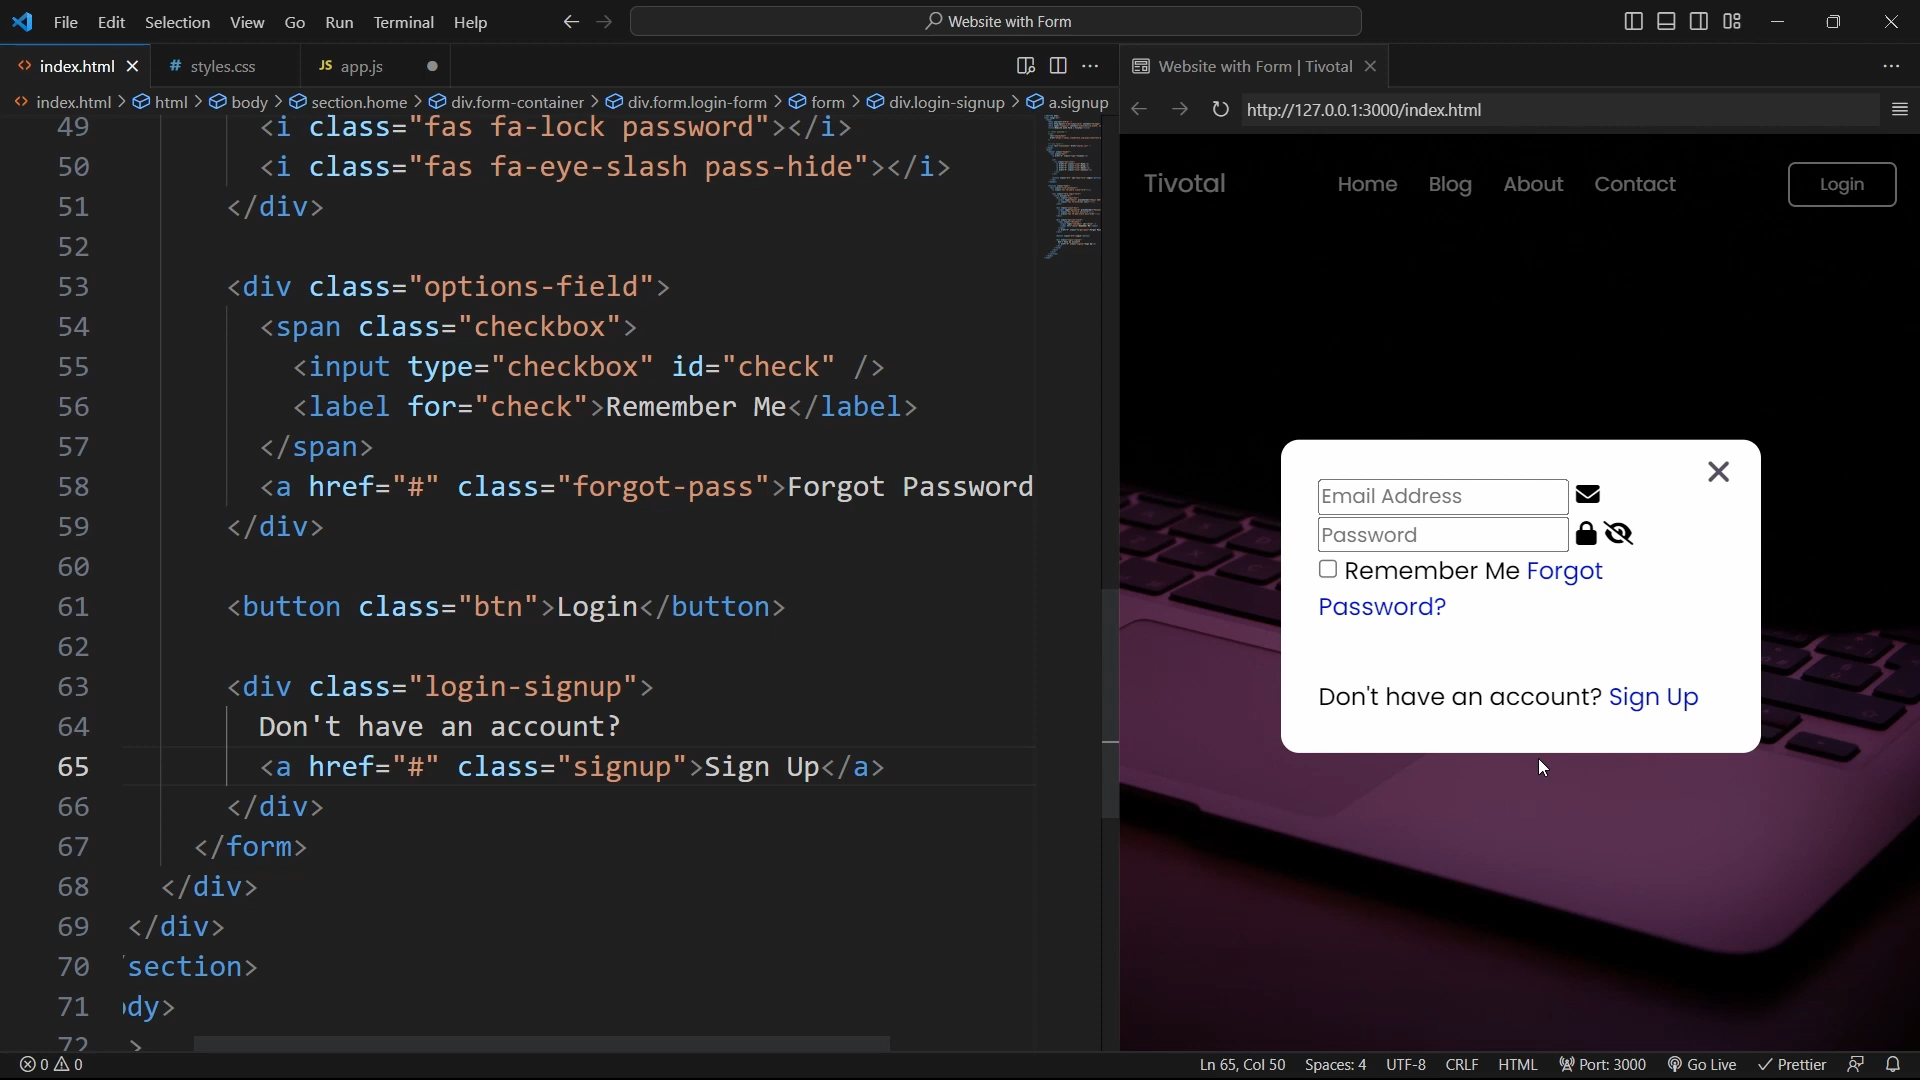 File Edit Selection View Go Run Terminal Help
Website with Form
index.html
# styles.css
JS app.js
Website with Form | Tivotal
index.html > html > body > section.home > div.form-container > div.form.login-form > form > div.login-signup > a.signup
http://127.0.0.1:3000/index.html
49 <i class="fas fa-lock password"></i>
50 <i class="fas fa-eye-slash pass-hide"></i>
51 </div>
52
53 <div class="options-field">
54 <span class="checkbox">
55 <input type="checkbox" id="check" />
56 <label for="check">Remember Me</label>
57 </span>
58 <a href="#" class="forgot-pass">Forgot Password
59 </div>
60
61 <button class="btn">Login</button>
62
63 <div class="login-signup">
64 Don't have an account?
65 <a href="#" class="signup">Sign Up</a>
66 </div>
67 </form>
68 </div>
69 </div>
70 section>
71 dy>
72 >
Tivotal
Home Blog About Contact
Login
Email Address
Password
Remember Me Forgot
Password?
Don't have an account? Sign Up
0 0
Ln 65, Col 50 Spaces: 4 UTF-8 CRLF HTML Port: 3000 Go Live Prettier